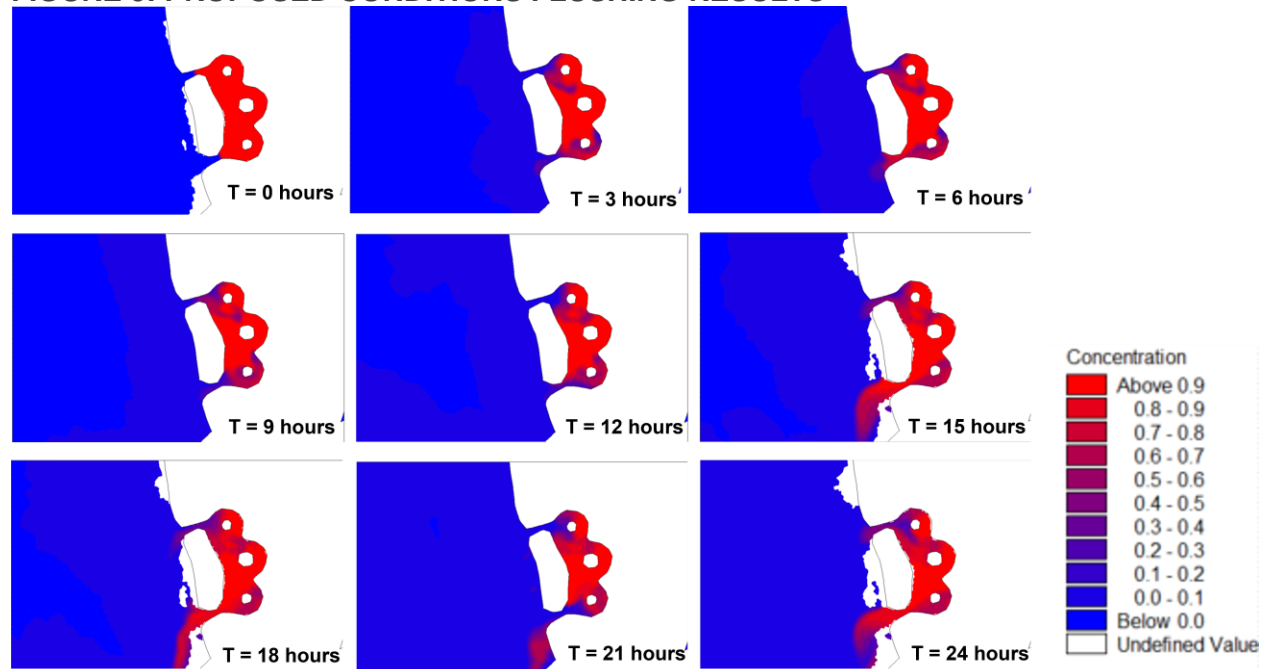 T = 0 hours
T = 3 hours
T = 6 hours
T = 9 hours
T = 12 hours
T = 15 hours
T = 18 hours
T = 21 hours
T = 24 hours
Concentration
Above 0.9
0.8 - 0.9
0.7 - 0.8
0.6 - 0.7
0.5 - 0.6
0.4 - 0.5
0.3 - 0.4
0.2 - 0.3
0.1 - 0.2
0.0 - 0.1
Below 0.0
Undefined Value